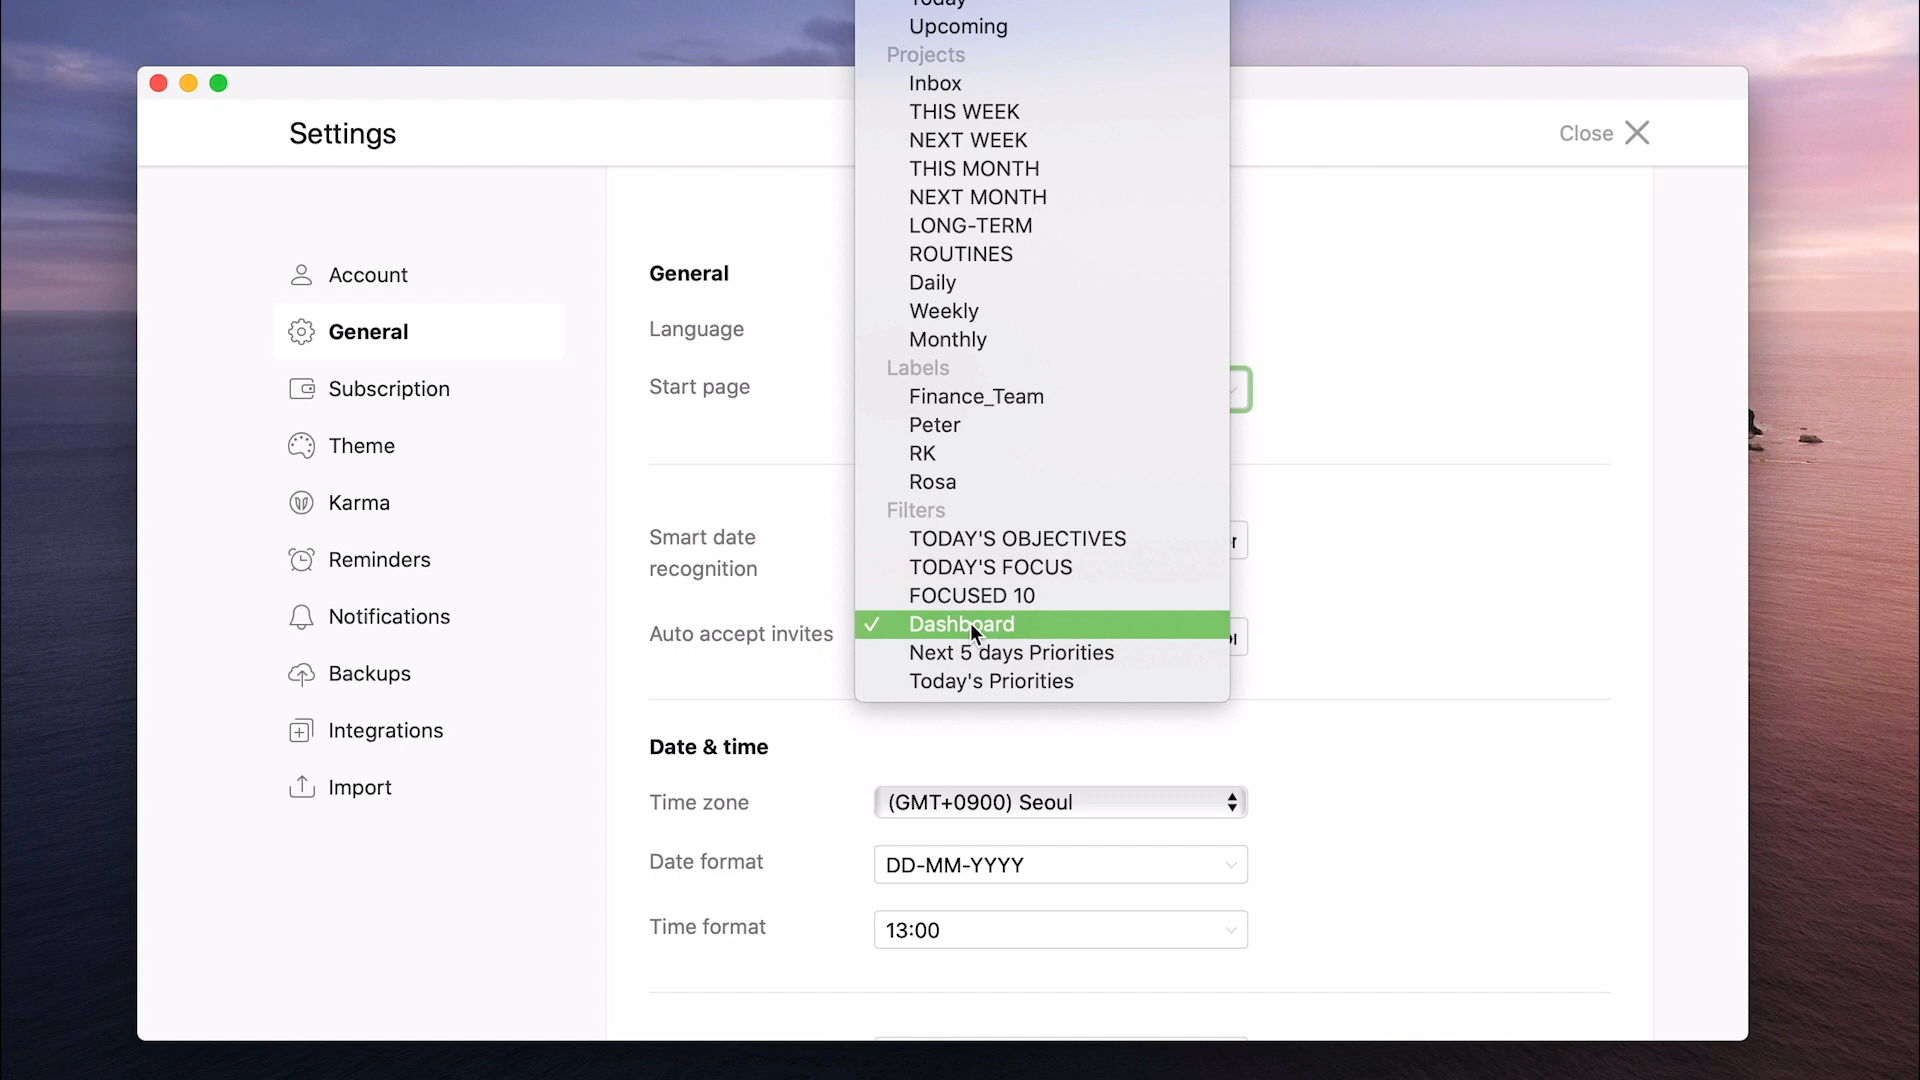 Today
Upcoming
Projects
Inbox
THIS WEEK
NEXT WEEK
THIS MONTH
NEXT MONTH
LONG-TERM
ROUTINES
Daily
Weekly
Monthly
Labels
Finance_Team
Peter
RK
Rosa
Filters
TODAY'S OBJECTIVES
TODAY'S FOCUS
FOCUSED 10
✓ Dashboard
Next 5 days Priorities
Today's Priorities
Settings
Close
Account
General
Subscription
Theme
Karma
Reminders
Notifications
Backups
Integrations
Import
General
Language
Start page
Smart date
recognition
Auto accept invites
Date & time
Time zone
(GMT+0900) Seoul
Date format
DD-MM-YYYY
Time format
13:00